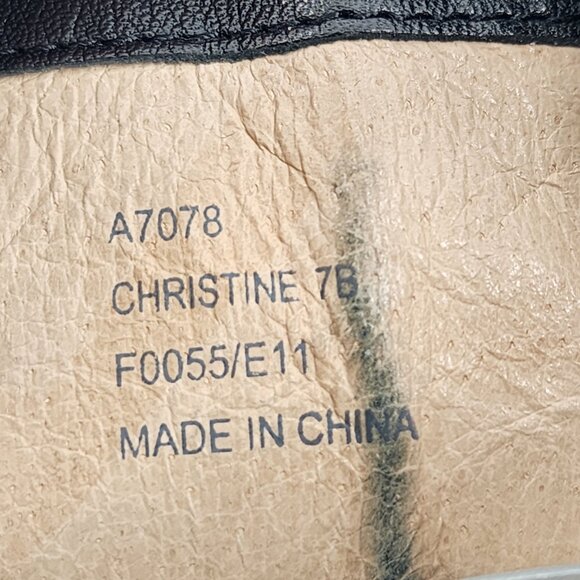 A7078
CHRISTINE 7B
F0055/E11
MADE IN CHINA